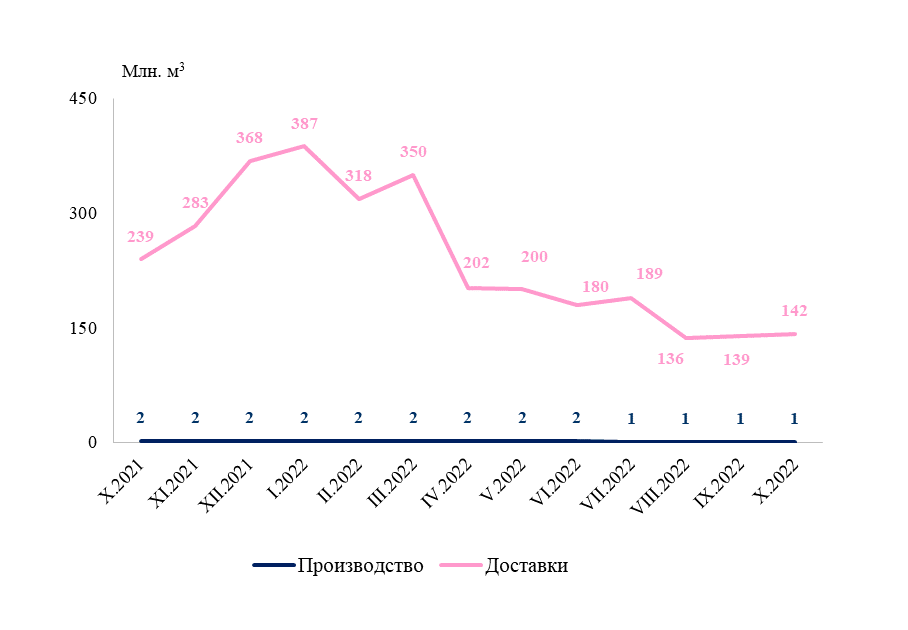 Млн. м³
450
300
150
0
239
283
368
387
318
350
202
200
180
189
136
139
142
2
2
2
2
2
2
2
2
2
1
1
1
1
X.2021
XI.2021
XII.2021
I.2022
II.2022
III.2022
IV.2022
V.2022
VI.2022
VII.2022
VIII.2022
IX.2022
X.2022
Производство
Доставки